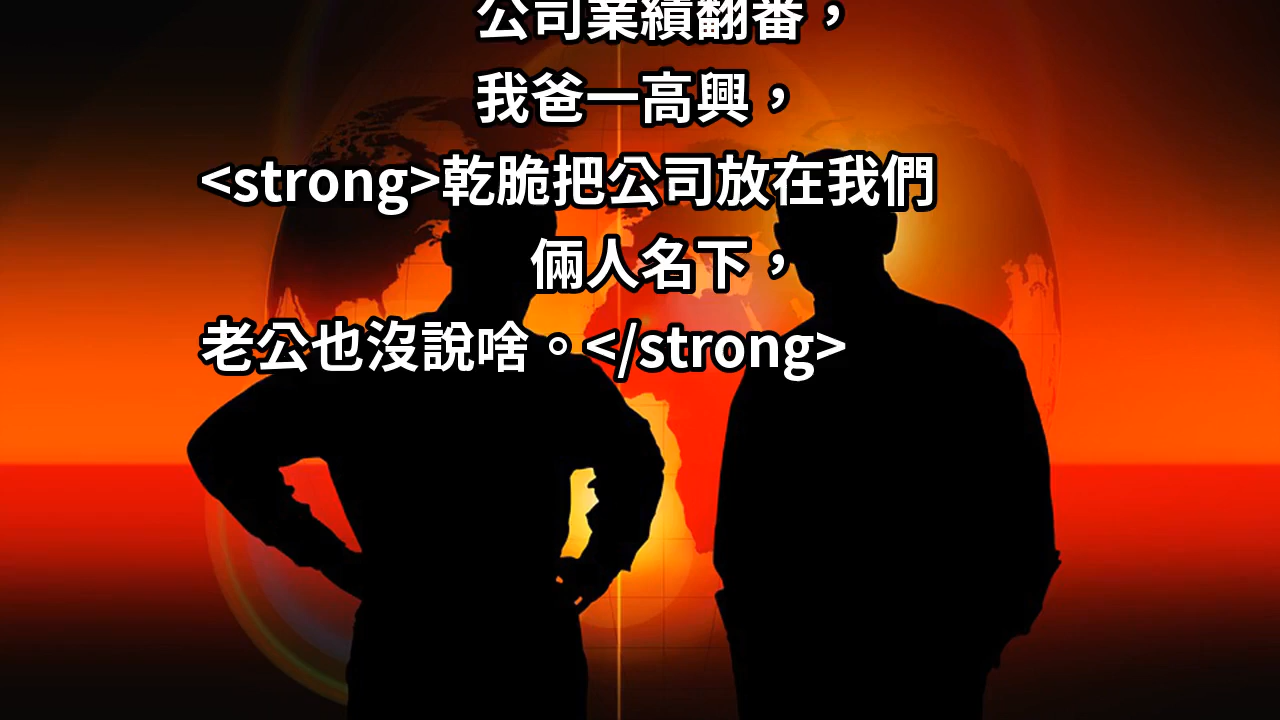 公司業績翻番，
我爸一高興，
<strong>乾脆把公司放在我們
倆人名下，
老公也沒說啥。</strong>